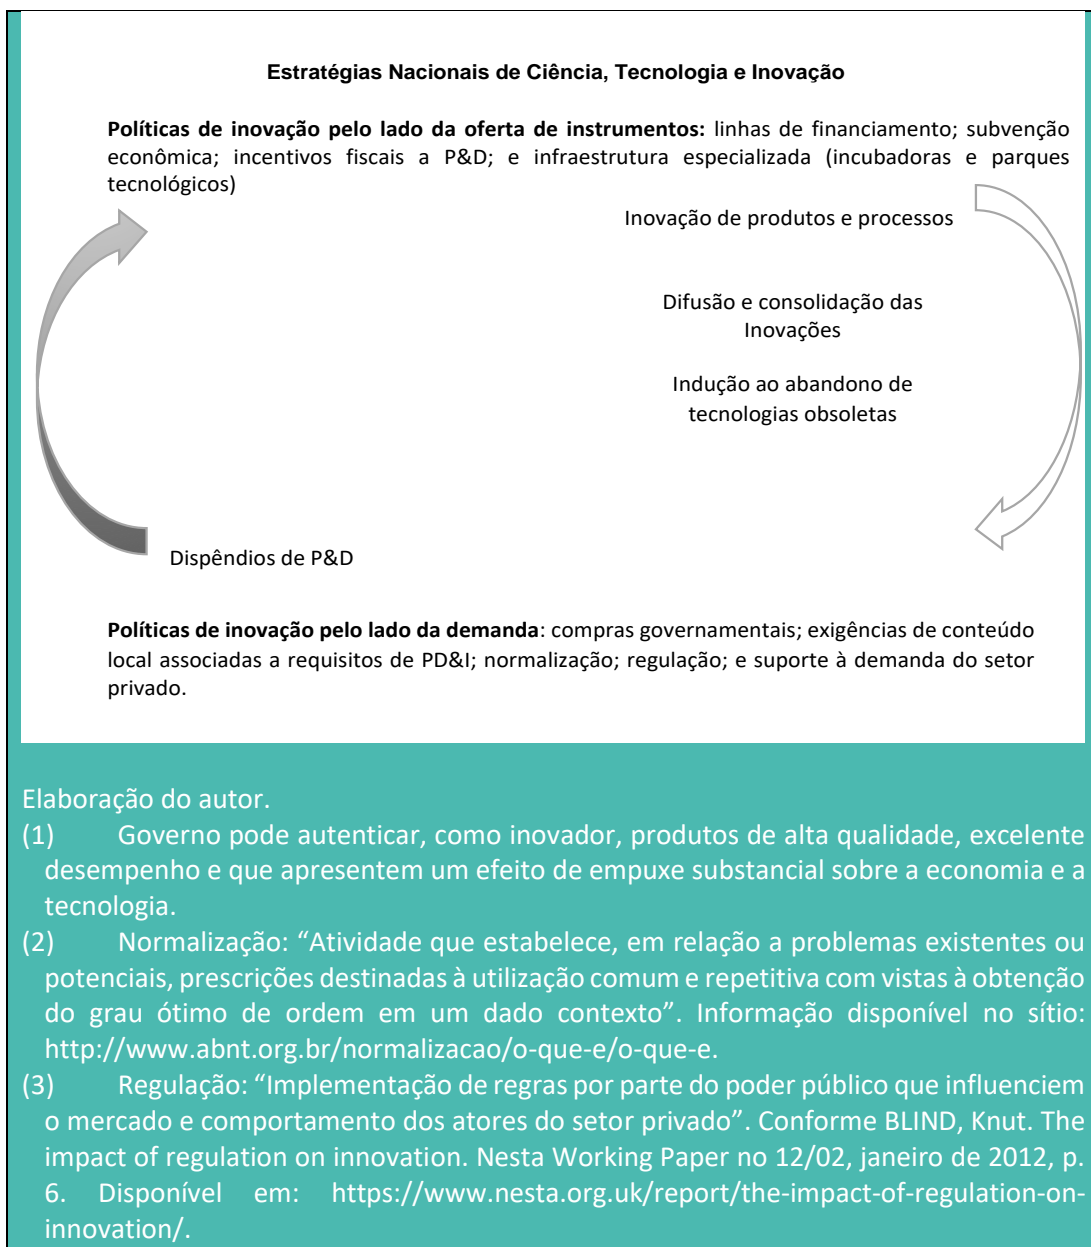 Estratégias Nacionais de Ciência, Tecnologia e Inovação
Políticas de inovação pelo lado da oferta de instrumentos: linhas de financiamento; subvenção
econômica; incentivos fiscais a P&D; e infraestrutura especializada (incubadoras e parques
tecnológicos)
Inovação de produtos e processos
Difusão e consolidação das
Inovações
Indução ao abandono de
tecnologias obsoletas
Dispêndios de P&D
Políticas de inovação pelo lado da demanda: compras governamentais; exigências de conteúdo
local associadas a requisitos de PD&I; normalização; regulação; e suporte à demanda do setor
privado.
Elaboração do autor.
(1) Governo pode autenticar, como inovador, produtos de alta qualidade, excelente
desempenho e que apresentem um efeito de empuxe substancial sobre a economia e a
tecnologia.
(2) Normalização: “Atividade que estabelece, em relação a problemas existentes ou
potenciais, prescrições destinadas à utilização comum e repetitiva com vistas à obtenção
do grau ótimo de ordem em um dado contexto”. Informação disponível no sítio:
http://www.abnt.org.br/normalizacao/o-que-e/o-que-e.
(3) Regulação: “Implementação de regras por parte do poder público que influenciem
o mercado e comportamento dos atores do setor privado”. Conforme BLIND, Knut. The
impact of regulation on innovation. Nesta Working Paper no 12/02, janeiro de 2012, p.
6. Disponível em: https://www.nesta.org.uk/report/the-impact-of-regulation-on-
innovation/.